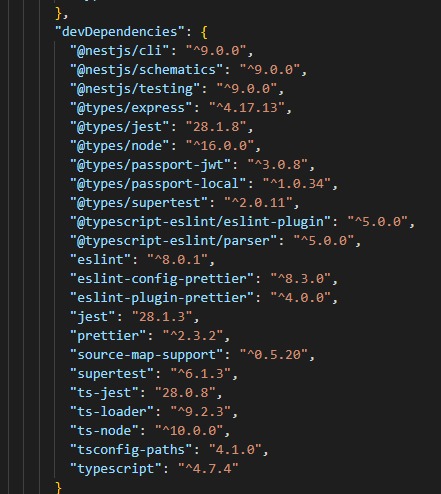 },
"devDependencies": {
"@nestjs/cli": "^9.0.0",
"@nestjs/schematics": "^9.0.0",
"@nestjs/testing": "^9.0.0",
"@types/express": "^4.17.13",
"@types/jest": "28.1.8",
"@types/node": "^16.0.0",
"@types/passport-jwt": "^3.0.8",
"@types/passport-local": "^1.0.34",
"@types/supertest": "^2.0.11",
"@typescript-eslint/eslint-plugin": "^5.0.0",
"@typescript-eslint/parser": "^5.0.0",
"eslint": "^8.0.1",
"eslint-config-prettier": "^8.3.0",
"eslint-plugin-prettier": "^4.0.0",
"jest": "28.1.3",
"prettier": "^2.3.2",
"source-map-support": "^0.5.20",
"supertest": "^6.1.3",
"ts-jest": "28.0.8",
"ts-loader": "^9.2.3",
"ts-node": "^10.0.0",
"tsconfig-paths": "4.1.0",
"typescript": "^4.7.4"
}